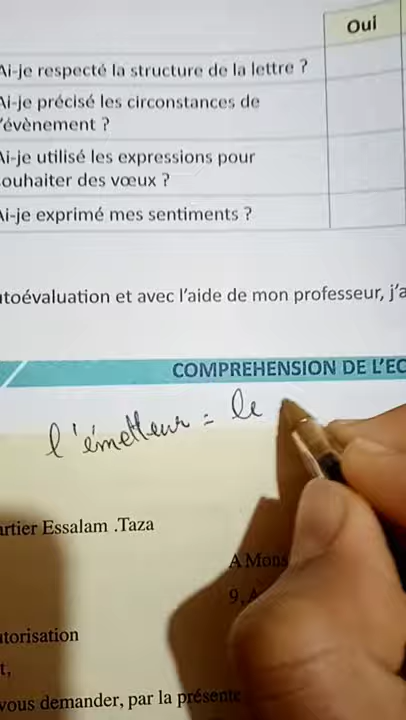 Oui
Ai-je respecté la structure de la lettre ?
Ai-je précisé les circonstances de
l'évènement ?
Ai-je utilisé les expressions pour
souhaiter des vœux ?
Ai-je exprimé mes sentiments ?
utoévaluation et avec l'aide de mon professeur, j'a
COMPREHENSION DE L'EC
l'émetteur = le
artier Essalam .Taza
A Mons
9, A
utorisation
t,
vous demander, par la présente